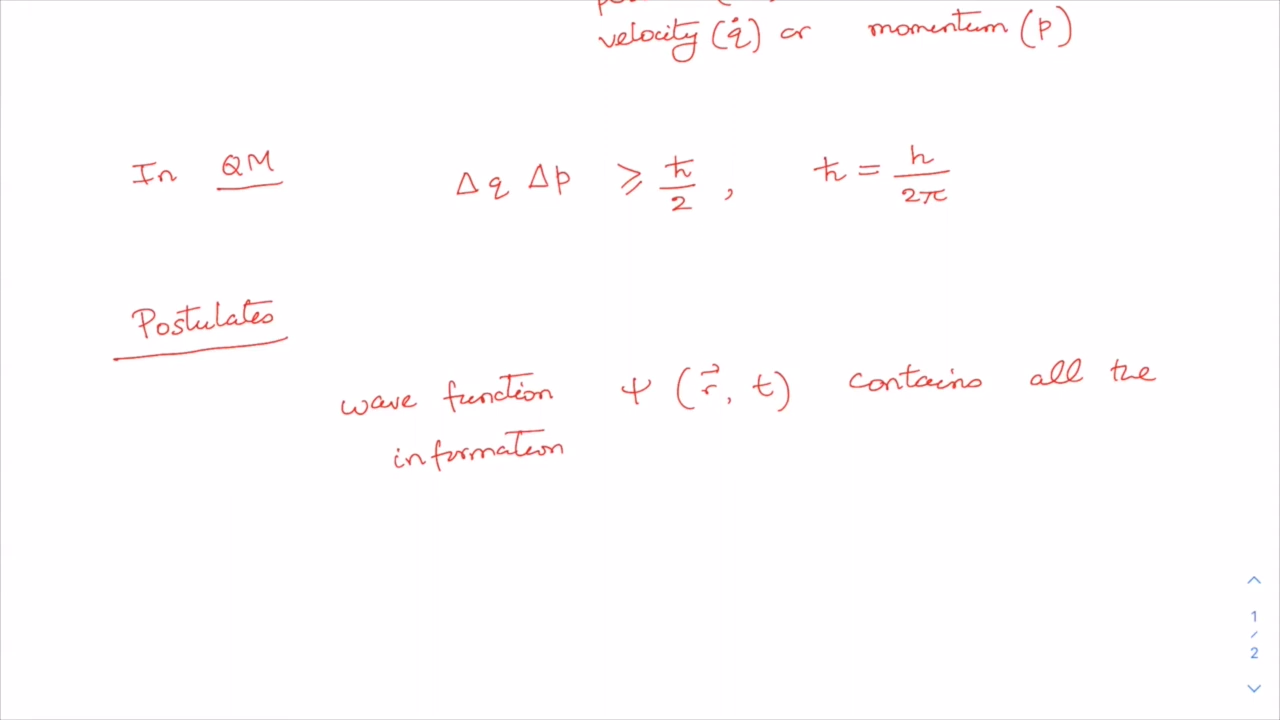 velocity (q̇) or momentum (p)
In QM Δq Δp ⩾ ħ/2 , ħ = h/2π
Postulates
wave function ψ (r⃗, t) contains all the
information
1
/
2